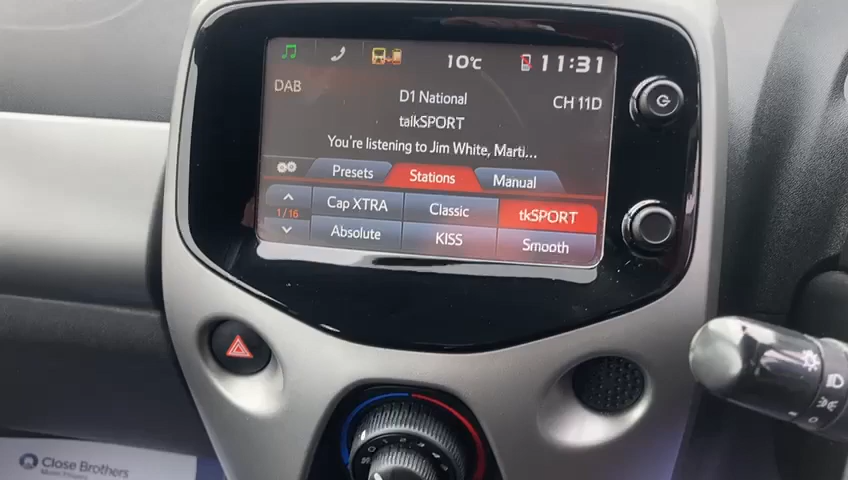 10°C 11:31
DAB
D1 National
CH 11D
talkSPORT
You're listening to Jim White, Marti...
Presets Stations Manual
1/16
Cap XTRA Classic tkSPORT
Absolute KISS Smooth
Close Brothers